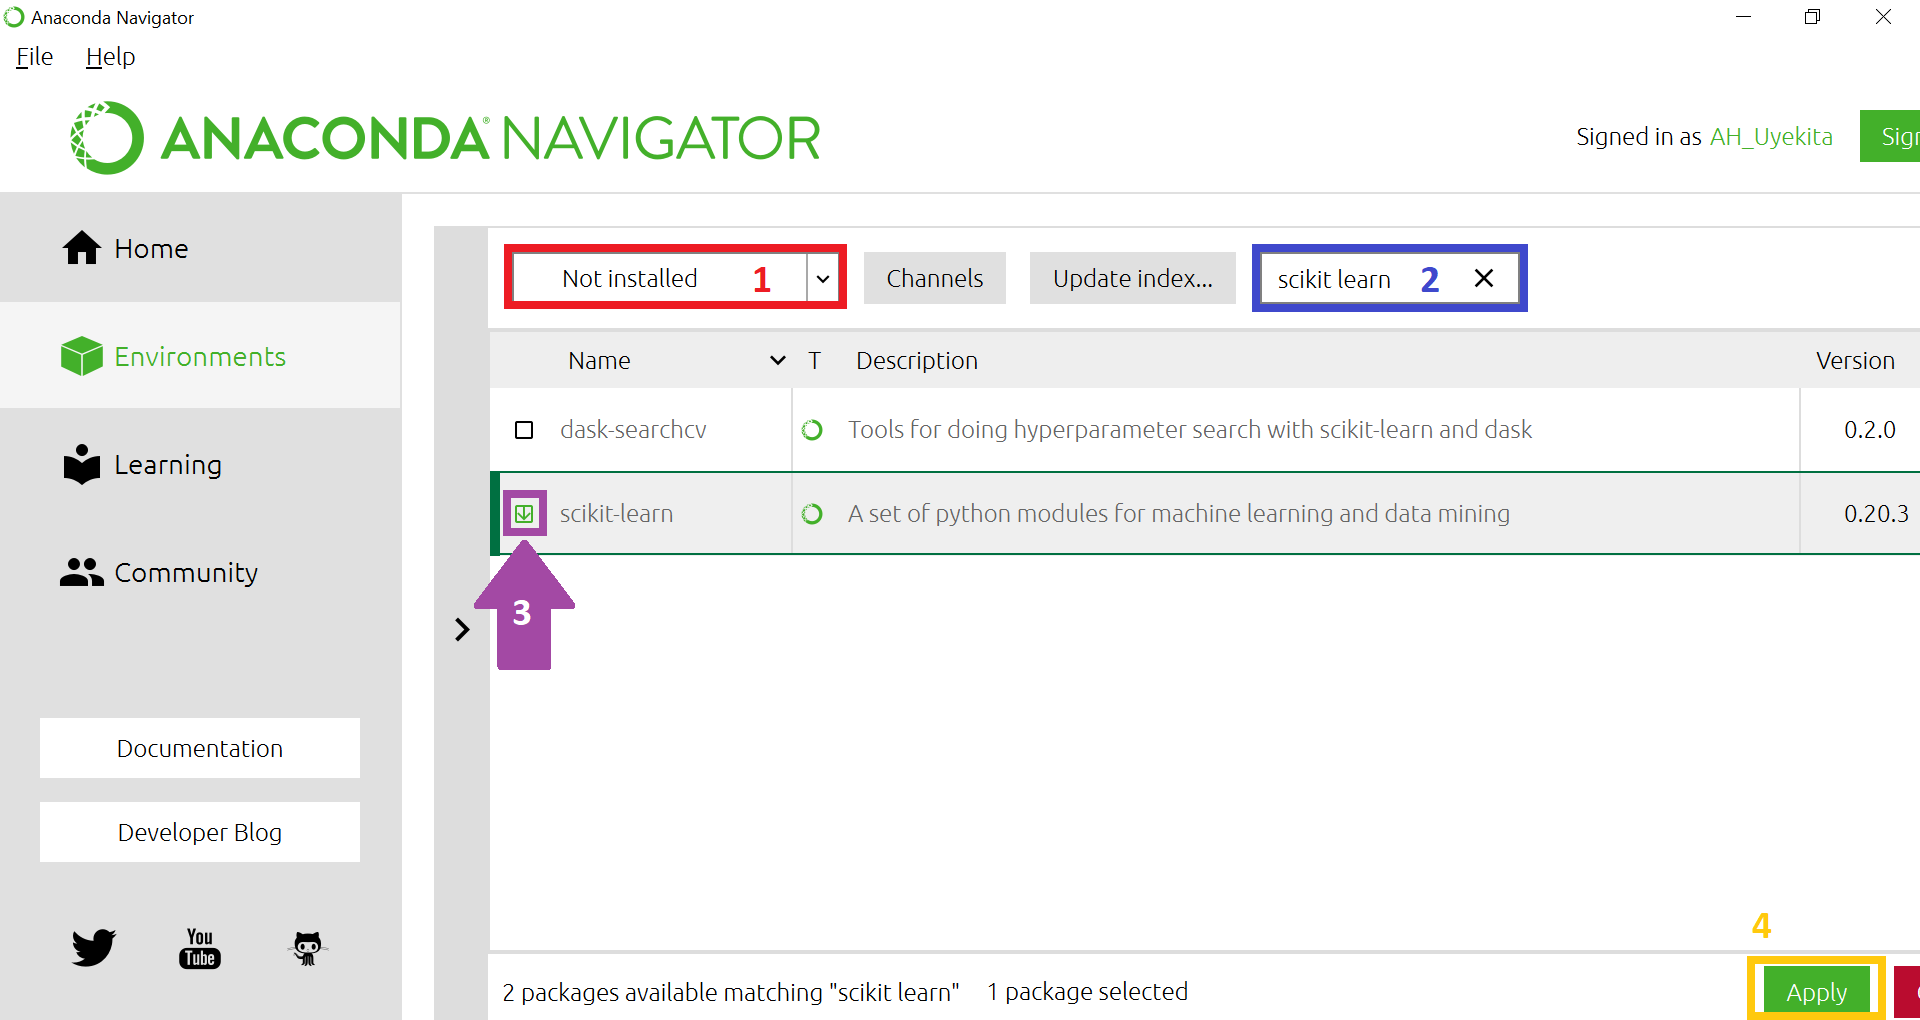 Anaconda Navigator
File Help
ANACONDA® NAVIGATOR
Signed in as AH_Uyekita
Home
Environments
Learning
Community
Documentation
Developer Blog
You
Tube
Not installed 1 Channels Update index... scikit learn 2
Name T Description Version
dask-searchcv Tools for doing hyperparameter search with scikit-learn and dask 0.2.0
scikit-learn A set of python modules for machine learning and data mining 0.20.3
3
4
2 packages available matching "scikit learn" 1 package selected Apply